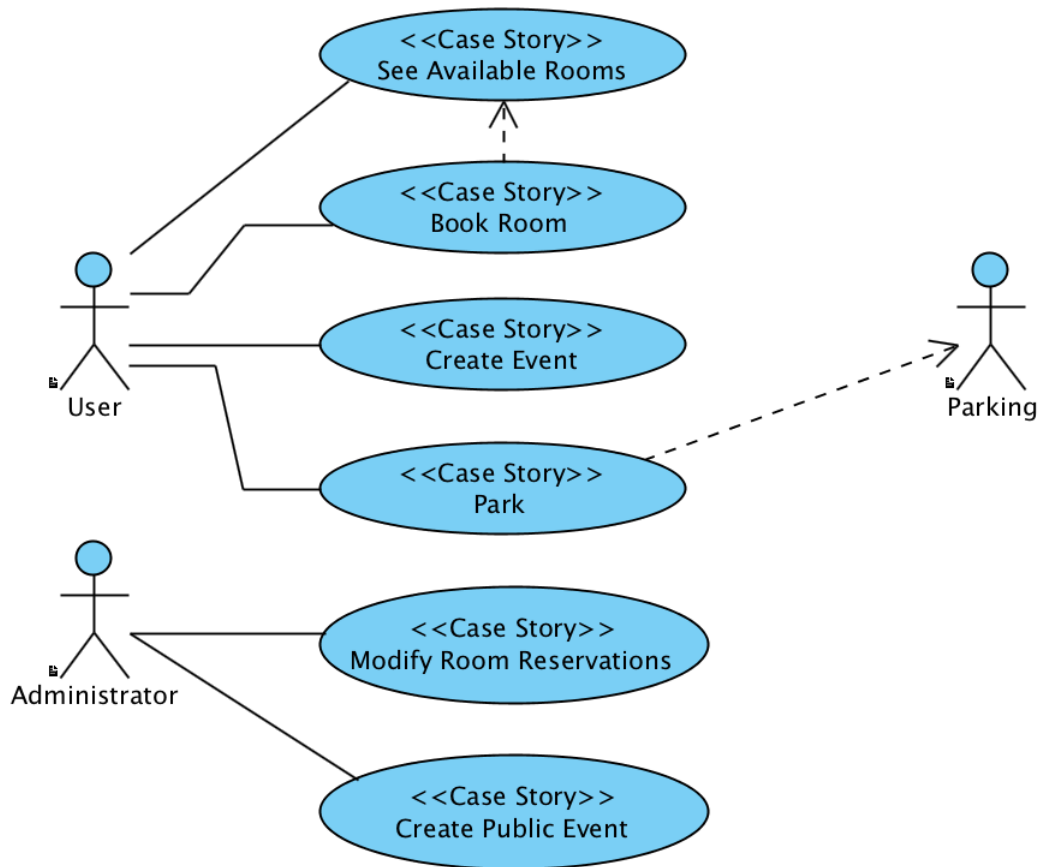 <<Case Story>>
See Available Rooms
<<Case Story>>
Book Room
<<Case Story>>
Create Event
User
Parking
<<Case Story>>
Park
<<Case Story>>
Modify Room Reservations
Administrator
<<Case Story>>
Create Public Event